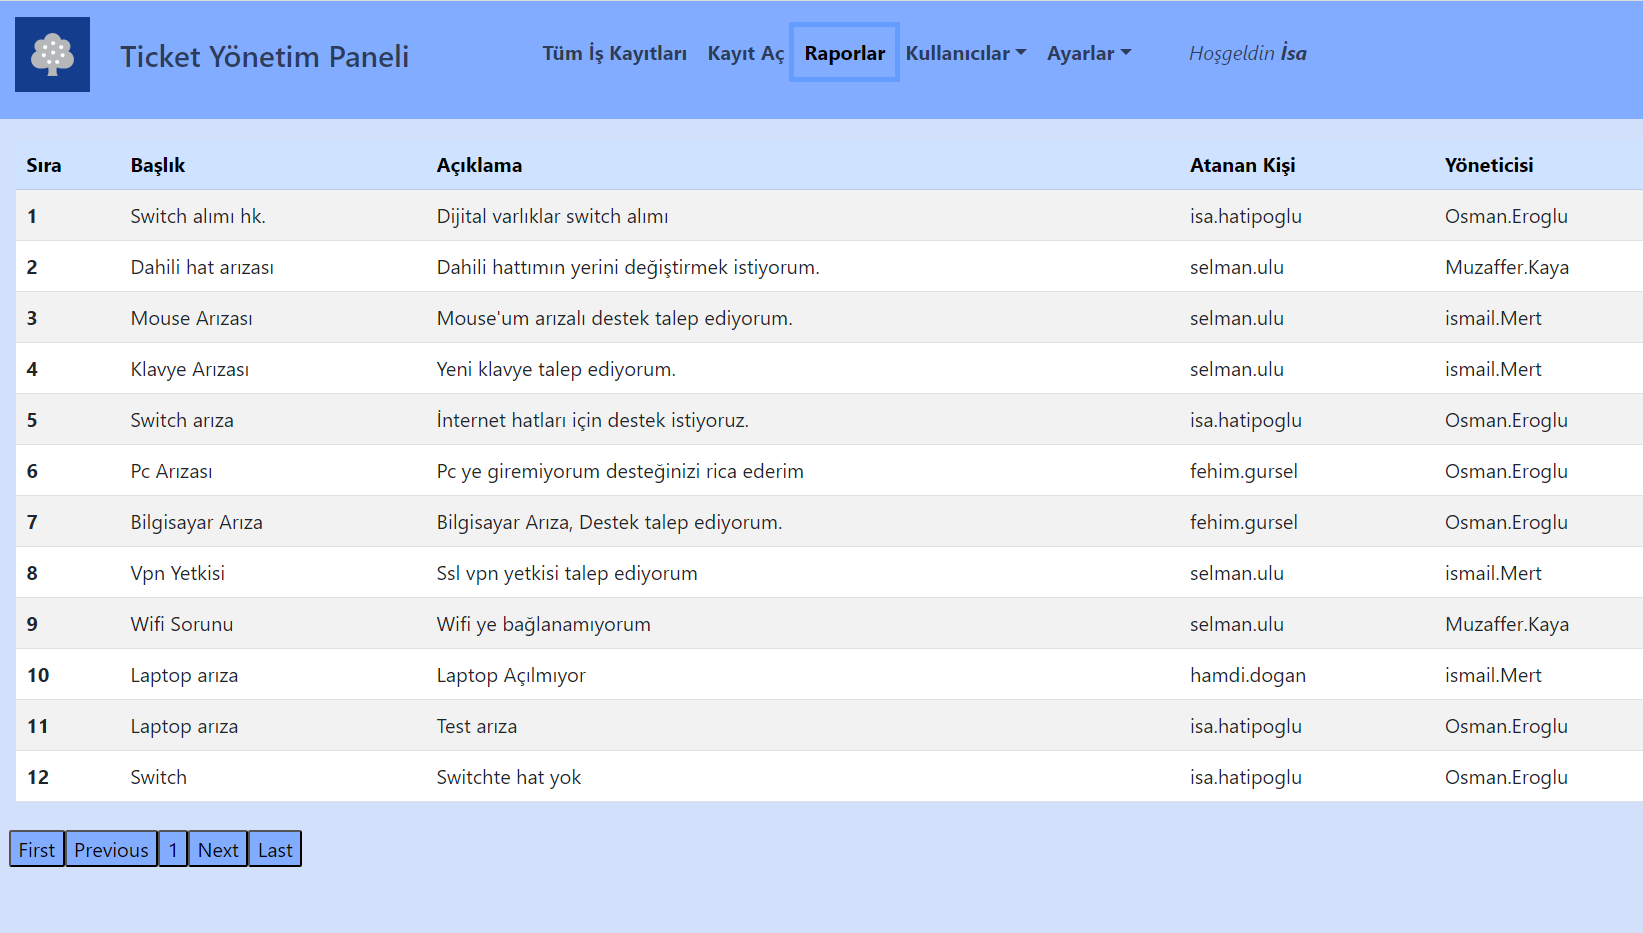 Ticket Yönetim Paneli Tüm İş Kayıtları Kayıt Aç Raporlar Kullanıcılar Ayarlar Hoşgeldin İsa
Sıra Başlık Açıklama Atanan Kişi Yöneticisi
1 Switch alımı hk. Dijital varlıklar switch alımı isa.hatipoglu Osman.Eroglu
2 Dahili hat arızası Dahili hattımın yerini değiştirmek istiyorum. selman.ulu Muzaffer.Kaya
3 Mouse Arızası Mouse'um arızalı destek talep ediyorum. selman.ulu ismail.Mert
4 Klavye Arızası Yeni klavye talep ediyorum. selman.ulu ismail.Mert
5 Switch arıza İnternet hatları için destek istiyoruz. isa.hatipoglu Osman.Eroglu
6 Pc Arızası Pc ye giremiyorum desteğinizi rica ederim fehim.gursel Osman.Eroglu
7 Bilgisayar Arıza Bilgisayar Arıza, Destek talep ediyorum. fehim.gursel Osman.Eroglu
8 Vpn Yetkisi Ssl vpn yetkisi talep ediyorum selman.ulu ismail.Mert
9 Wifi Sorunu Wifi ye bağlanamıyorum selman.ulu Muzaffer.Kaya
10 Laptop arıza Laptop Açılmıyor hamdi.dogan ismail.Mert
11 Laptop arıza Test arıza isa.hatipoglu Osman.Eroglu
12 Switch Switchte hat yok isa.hatipoglu Osman.Eroglu
First Previous 1 Next Last